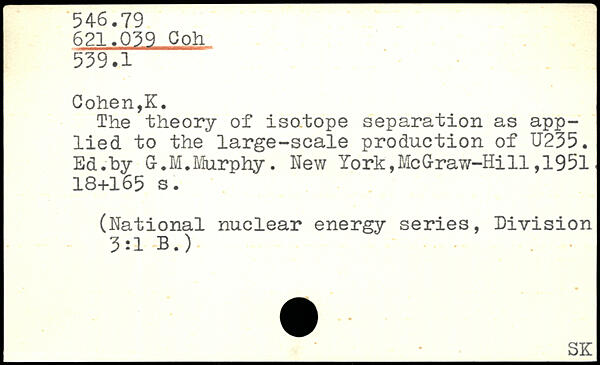 546.79
621.039 Coh
539.1
Cohen,K.
The theory of isotope separation as app-
lied to the large-scale production of U235.
Ed.by G.M.Murphy. New York,McGraw-Hill,1951.
18+165 s.
(National nuclear energy series, Division
3:1 B.)
SK